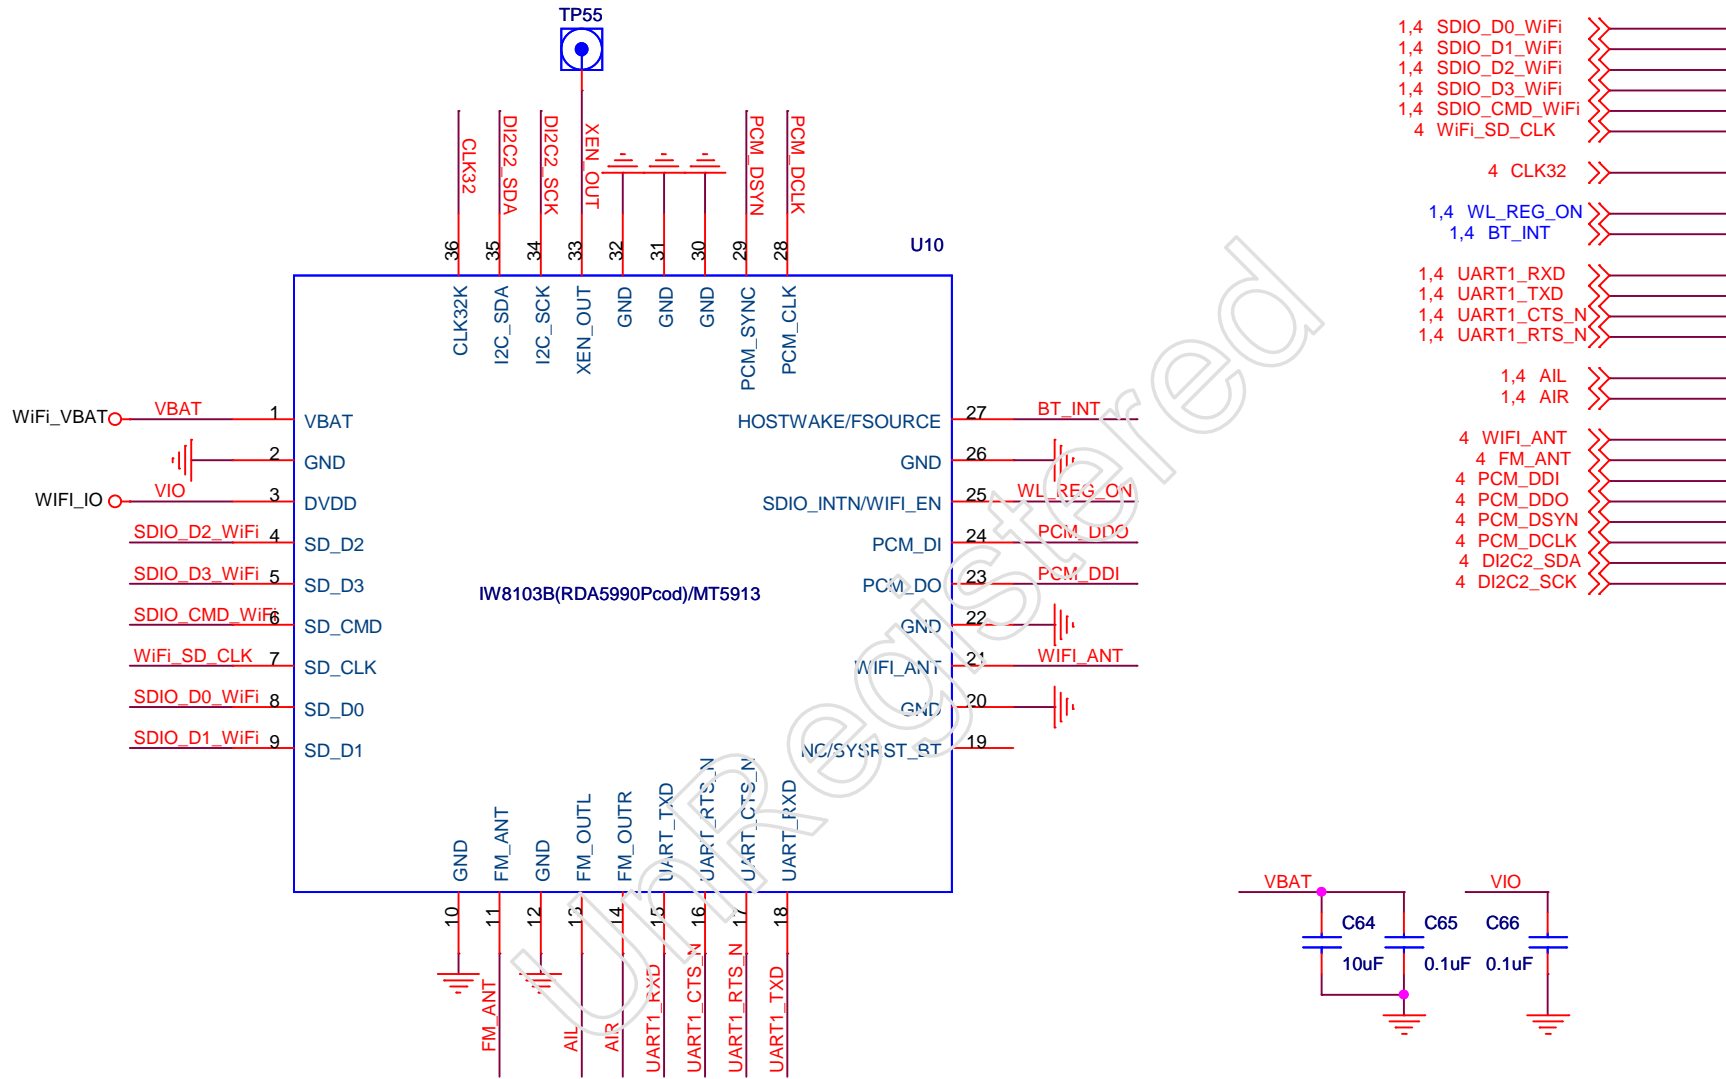 TP55
CLK32
DI2C2_SDA
DI2C2_SCK
XEN_OUT
PCM_DSYN
PCM_DCLK
36
35
34
33
32
31
30
29
28
U10
CLK32K
I2C_SDA
I2C_SCK
XEN_OUT
GND
GND
GND
PCM_SYNC
PCM_CLK
WiFi_VBAT VBAT 1 VBAT
2 GND
WIFI_IO VIO 3 DVDD
SDIO_D2_WiFi 4 SD_D2
SDIO_D3_WiFi 5 SD_D3
SDIO_CMD_WiFi 6 SD_CMD
WiFi_SD_CLK 7 SD_CLK
SDIO_D0_WiFi 8 SD_D0
SDIO_D1_WiFi 9 SD_D1
IW8103B(RDA5990Pcod)/MT5913
HOSTWAKE/FSOURCE 27 BT_INT
GND 26
SDIO_INTN/WIFI_EN 25 WL_REG_ON
PCM_DI 24 PCM_DDO
PCM_DO 23 PCM_DDI
GND 22
WIFI_ANT 21 WIFI_ANT
GND 20
NC/SYSRST_BT 19
GND
FM_ANT
GND
FM_OUTL
FM_OUTR
UART_TXD
UART_RTS_N
UART_CTS_N
UART_RXD
10
11
12
13
14
15
16
17
18
FM_ANT
AIL
AIR
UART1_RXD
UART1_CTS_N
UART1_RTS_N
UART1_TXD
1,4 SDIO_D0_WiFi
1,4 SDIO_D1_WiFi
1,4 SDIO_D2_WiFi
1,4 SDIO_D3_WiFi
1,4 SDIO_CMD_WiFi
4 WiFi_SD_CLK
4 CLK32
1,4 WL_REG_ON
1,4 BT_INT
1,4 UART1_RXD
1,4 UART1_TXD
1,4 UART1_CTS_N
1,4 UART1_RTS_N
1,4 AIL
1,4 AIR
4 WIFI_ANT
4 FM_ANT
4 PCM_DDI
4 PCM_DDO
4 PCM_DSYN
4 PCM_DCLK
4 DI2C2_SDA
4 DI2C2_SCK
VBAT VIO
C64 C65 C66
10uF 0.1uF 0.1uF
UnRegistered